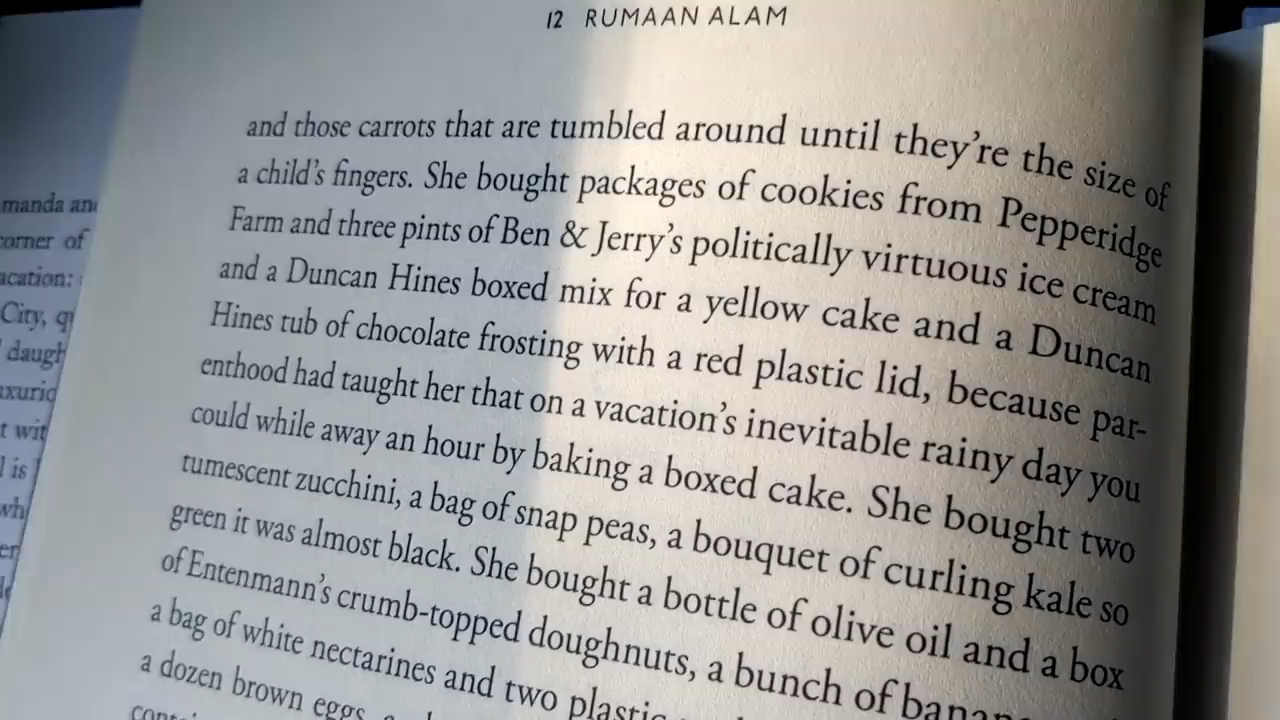 manda
corner of
City,
12 RUMAAN ALAM
and those carrots that are tumbled around until they're the size of
a child's fingers. She bought packages of cookies from Pepperidge
Farm and three pints of Ben & Jerry's politically virtuous ice cream
and a Duncan Hines boxed mix for a yellow cake and a Duncan
Hines tub of chocolate frosting with a red plastic lid, because par-
enthood had taught her that on a vacation's inevitable rainy day you
could while away an hour by baking a boxed cake. She bought two
tumescent zucchini, a bag of snap peas, a bouquet of curling kale so
green it was almost black. She bought a bottle of olive oil and a box
of Entenmann's crumb-topped doughnuts, a bunch of
a bag of white nectarines and two
a dozen brown eggs,